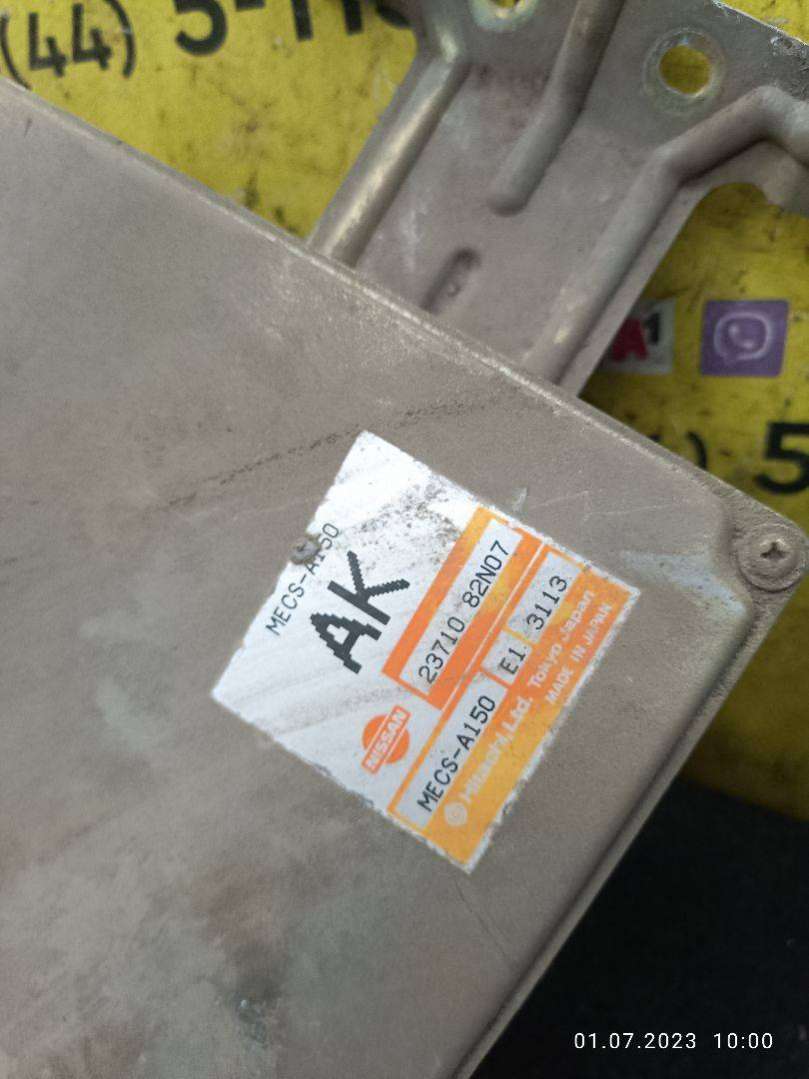 (44) 5-11
5
MECS-A150
AK
23710 82N07
NISSAN
MECS-A150 E1 3113
Hitachi, Ltd. Tokyo Japan
MADE IN JAPAN
01.07.2023 10:00